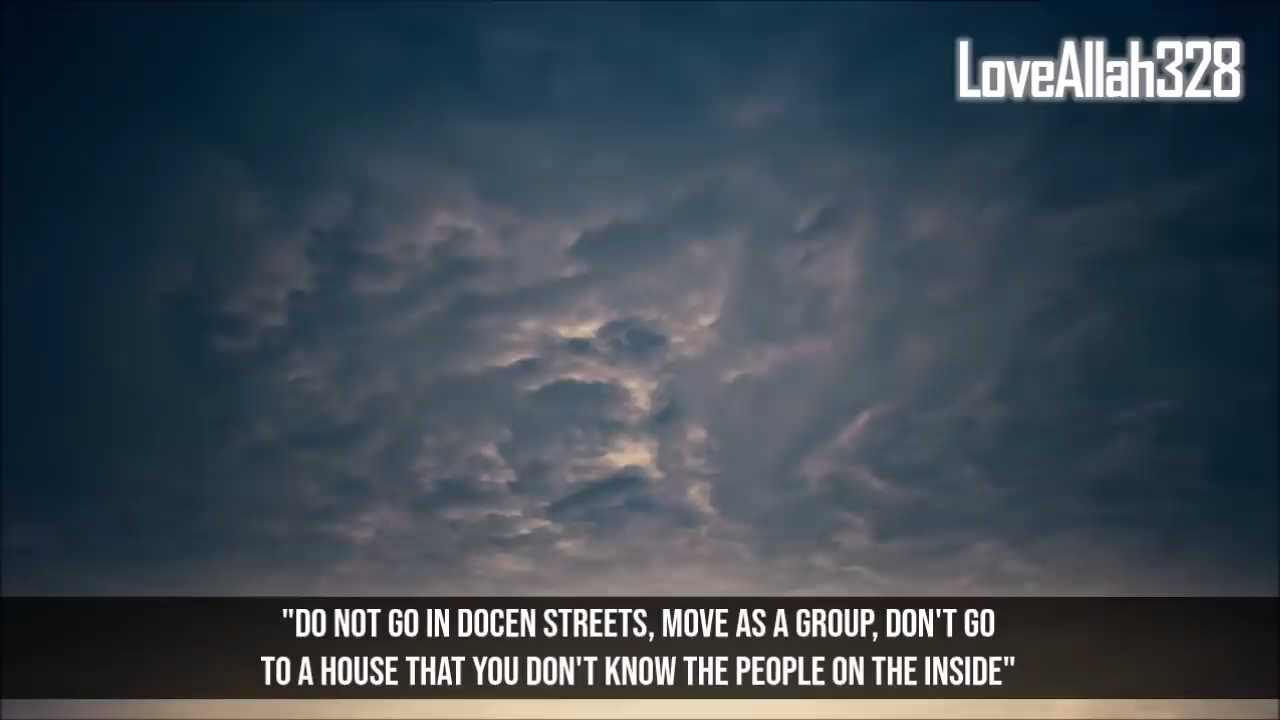 LoveAllah328
"DO NOT GO IN DOCEN STREETS, MOVE AS A GROUP, DON'T GO
TO A HOUSE THAT YOU DON'T KNOW THE PEOPLE ON THE INSIDE"